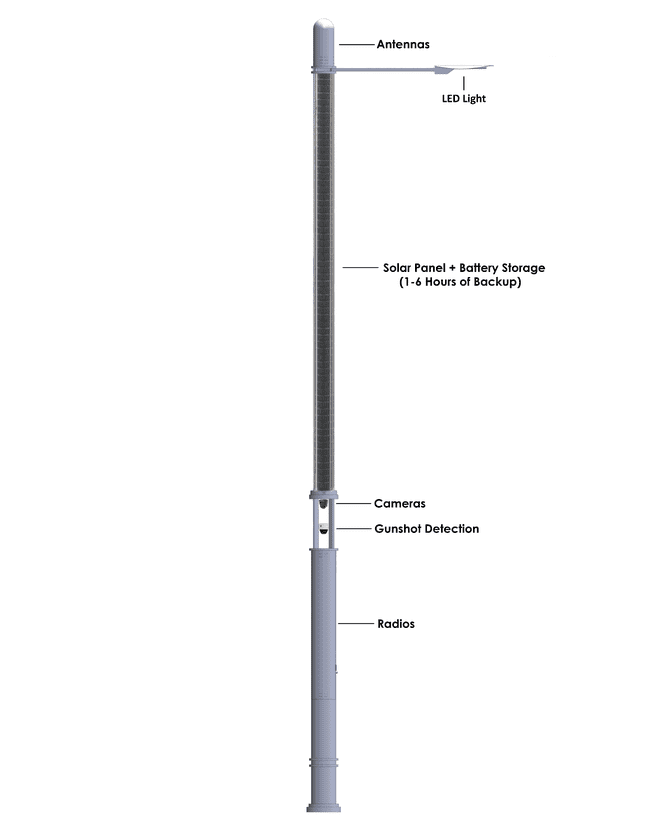 Antennas
LED Light
Solar Panel + Battery Storage
(1-6 Hours of Backup)
Cameras
Gunshot Detection
Radios